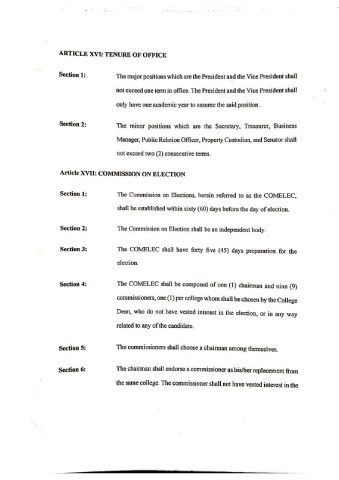 ARTICLE XVI: TENURE OF OFFICE
Section 1: The major positions which are the President and the Vice President shall
not exceed one term in office. The President and the Vice President shall
only have one academic year to assume the said position.
Section 2: The minor positions which are the Secretary, Treasurer, Business
Manager, Public Relation Officer, Property Custodian, and Senator shall
not exceed two (2) consecutive terms.
Article XVII: COMMISSION ON ELECTION
Section 1: The Commission on Elections, herein referred to as the COMELEC,
shall be established within sixty (60) days before the day of election.
Section 2: The Commission on Election shall be an independent body.
Section 3: The COMELEC shall have forty five (45) days preparation for the
election.
Section 4: The COMELEC shall be composed of one (1) chairman and nine (9)
commissioners, one (1) per college whom shall be chosen by the College
Dean, who do not have vested interest in the election, or in any way
related to any of the candidate.
Section 5: The commissioners shall choose a chairman among themselves.
Section 6: The chairman shall endorse a commissioner as his/her replacement from
the same college. The commissioner shall not have vested interest in the